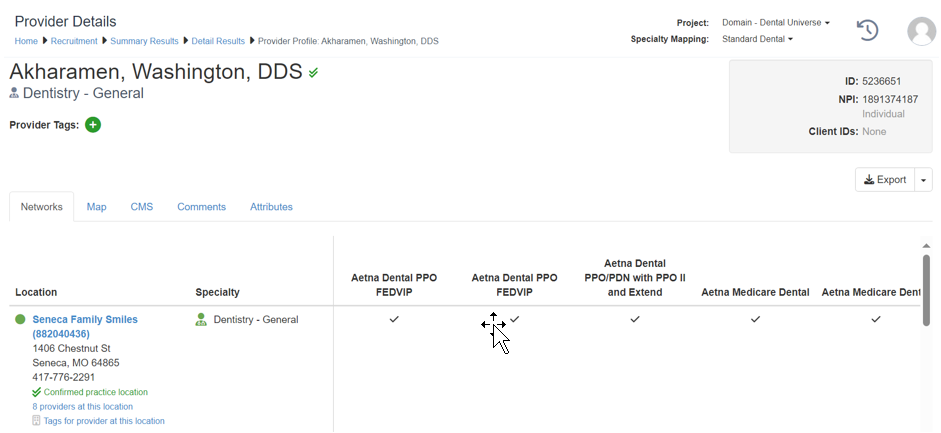 Provider Details
Project: Domain - Dental Universe
Home Recruitment Summary Results Detail Results Provider Profile: Akharamen, Washington, DDS
Specialty Mapping: Standard Dental
Akharamen, Washington, DDS
Dentistry - General
Provider Tags:
ID: 5236651
NPI: 1891374187
Individual
Client IDs: None
Export
Networks Map CMS Comments Attributes
Location
Specialty
Aetna Dental PPO
FEDVIP
Aetna Dental PPO
FEDVIP
Aetna Dental
PPO/PDN with PPO II
and Extend
Aetna Medicare Dental
Aetna Medicare Dent
Seneca Family Smiles
(882040436)
1406 Chestnut St
Seneca, MO 64865
417-776-2291
Confirmed practice location
8 providers at this location
Tags for provider at this location
Dentistry - General